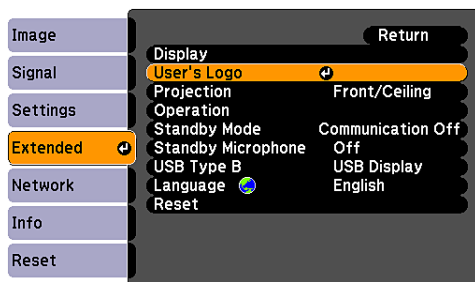 Image
Signal
Settings
Extended
Network
Info
Reset
Return
Display
User's Logo
Projection Front/Ceiling
Operation
Standby Mode Communication Off
Standby Microphone Off
USB Type B USB Display
Language English
Reset